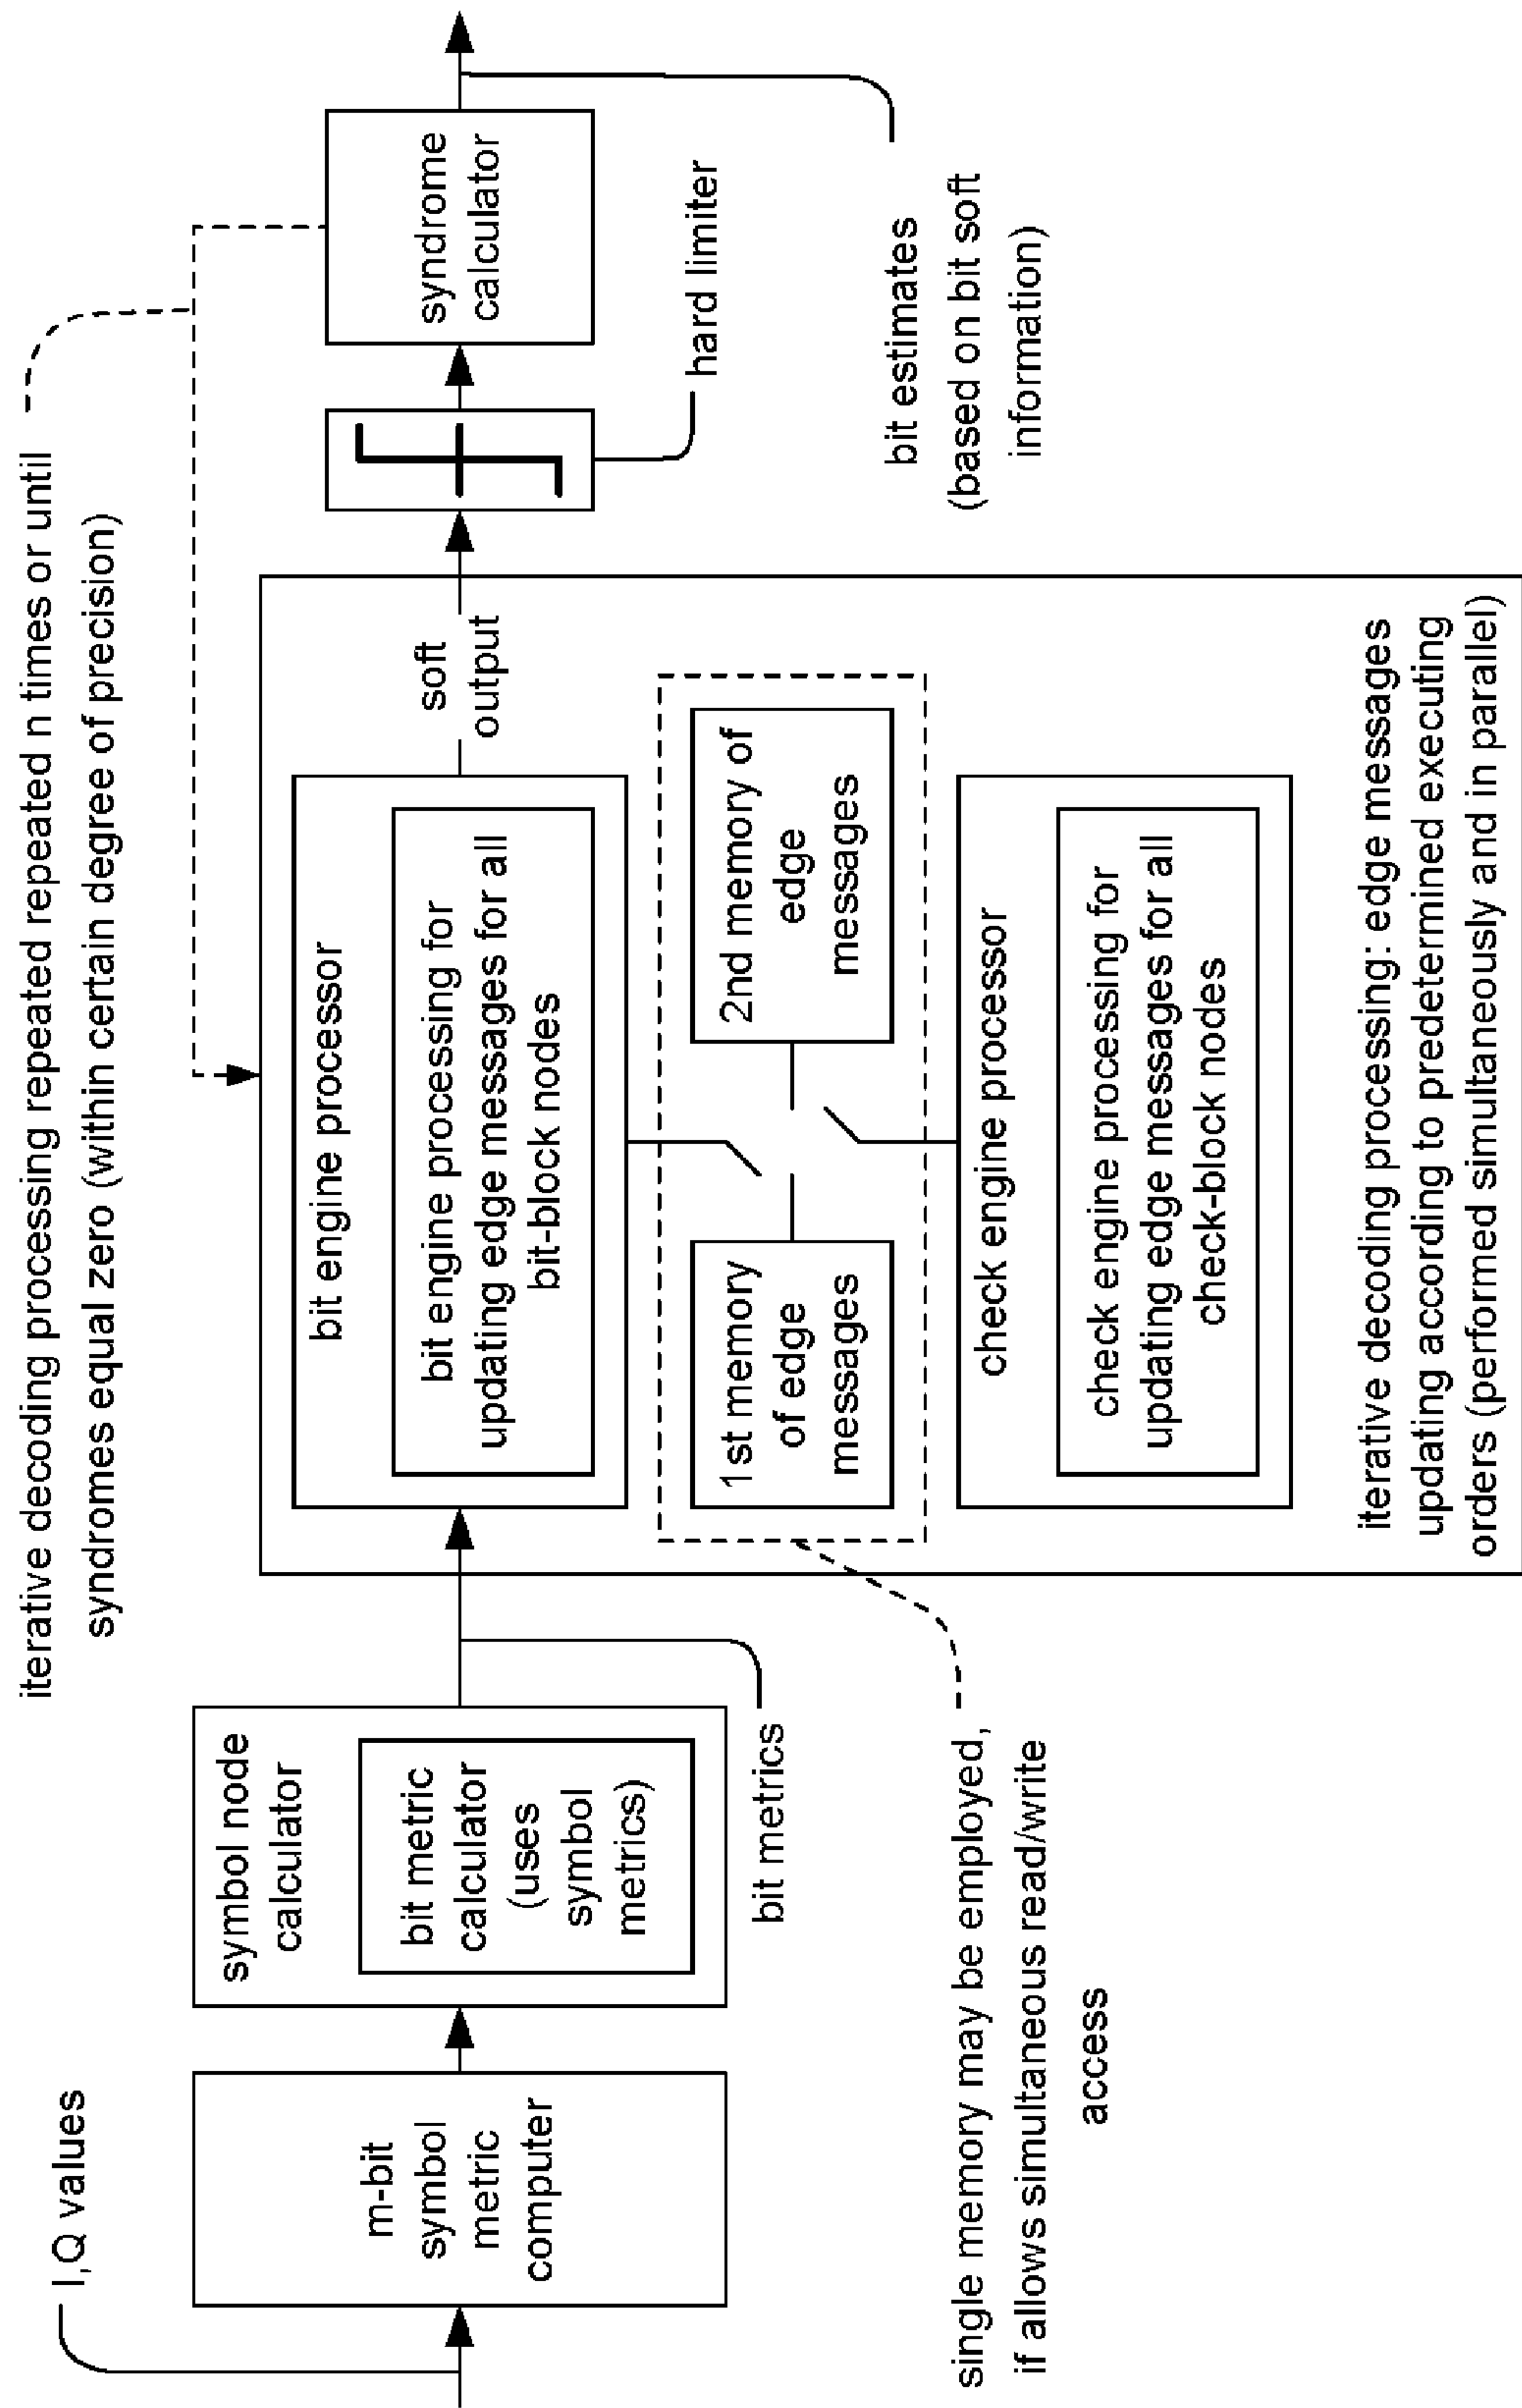 iterative decoding processing repeated repeated n times or until
syndromes equal zero (within certain degree of precision)
I,Q values
m-bit
symbol
metric
computer
symbol node
calculator
bit metric
calculator
(uses
symbol
metrics)
bit metrics
single memory may be employed,
if allows simultaneous read/write
access
bit engine processor
bit engine processing for
updating edge messages for all
bit-block nodes
1st memory
of edge
messages
2nd memory of
edge
messages
check engine processor
check engine processing for
updating edge messages for all
check-block nodes
iterative decoding processing: edge messages
updating according to predetermined executing
orders (performed simultaneously and in parallel)
soft
output
hard limiter
syndrome
calculator
bit estimates
(based on bit soft
information)